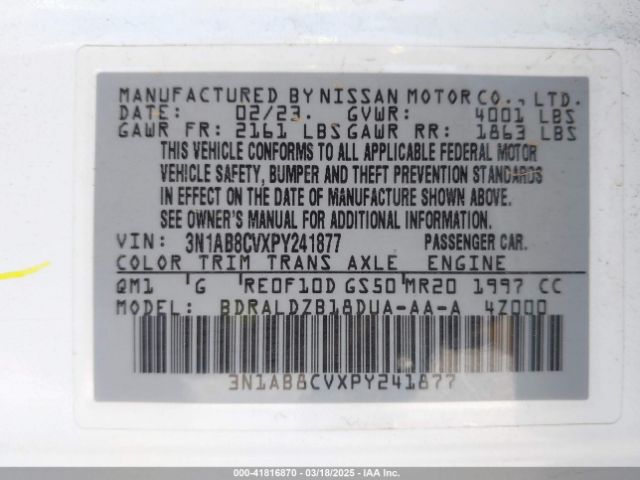 MANUFACTURED BY NISSAN MOTOR CO., LTD.
DATE: 02/23. GVWR: 4001 LBS
GAWR FR: 2161 LBS GAWR RR: 1863 LBS
THIS VEHICLE CONFORMS TO ALL APPLICABLE FEDERAL MOTOR
VEHICLE SAFETY, BUMPER AND THEFT PREVENTION STANDARDS
IN EFFECT ON THE DATE OF MANUFACTURE SHOWN ABOVE.
SEE OWNER'S MANUAL FOR ADDITIONAL INFORMATION.
VIN: 3N1AB8CVXPY241877 PASSENGER CAR.
COLOR TRIM TRANS AXLE ENGINE
QM1 G RE0F10D GS50 MR20 1997 CC
MODEL: BDRALDZB18DUA-AA-A 4Z000
3N1AB8CVXPY241877
00-41816870 — 03/18/2025 — IAA Inc.